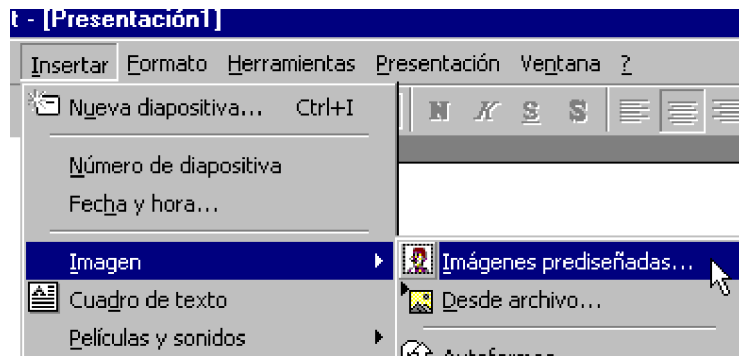 t - [Presentación1]
Insertar Formato Herramientas Presentación Ventana ?
Nueva diapositiva... Ctrl+I
N K S S
Número de diapositiva
Fecha y hora...
Imagen
Imágenes prediseñadas...
Cuadro de texto
Desde archivo...
Películas y sonidos
Autoformas